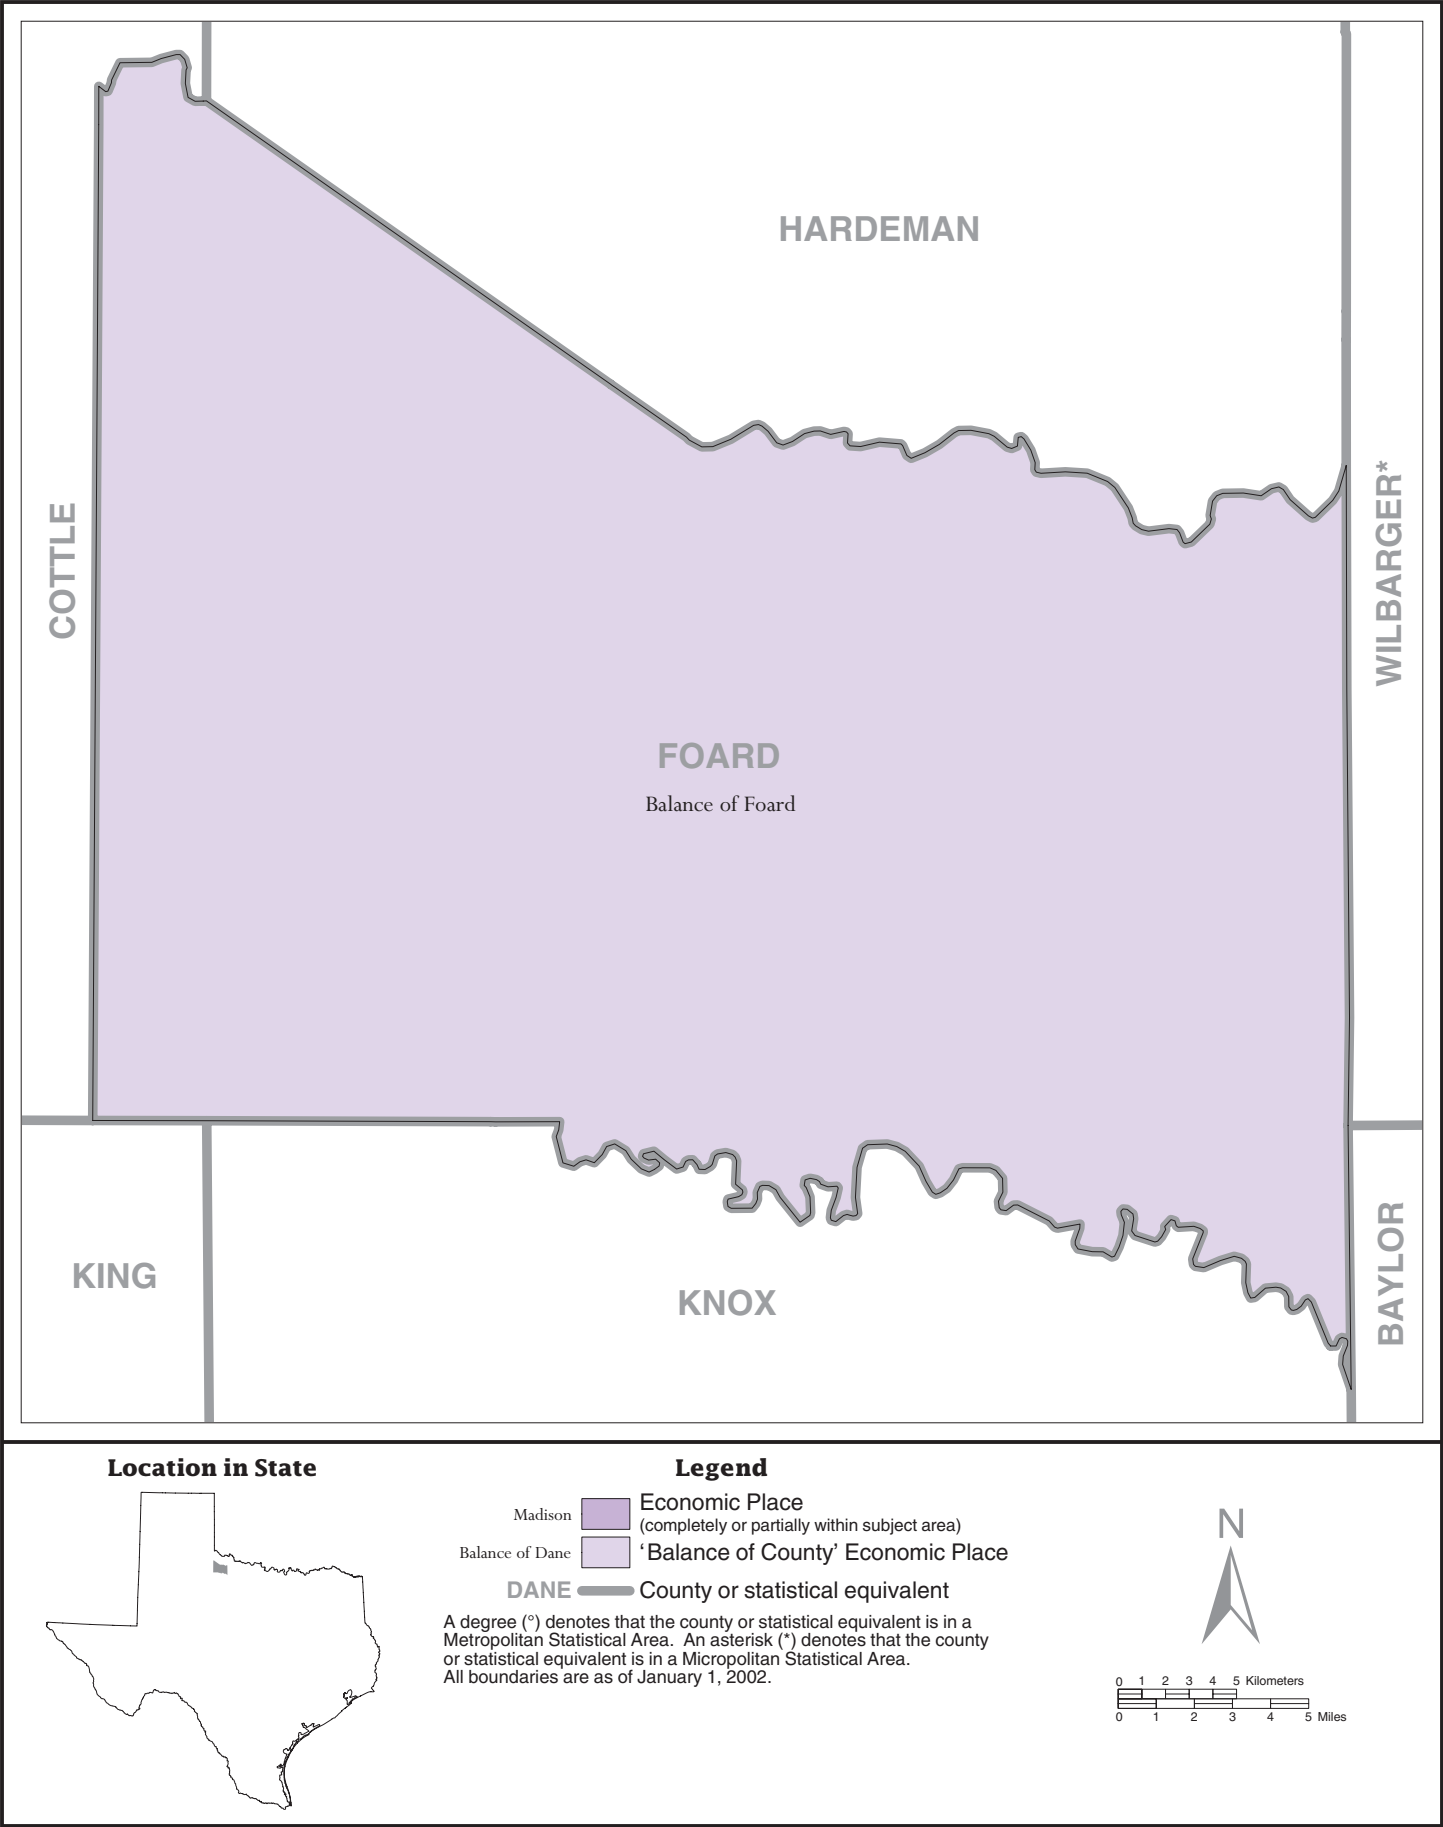 HARDEMAN
COTTLE
WILBARGER*
FOARD
Balance of Foard
KING
KNOX
BAYLOR
Location in State
Legend
Madison
Economic Place
(completely or partially within subject area)
Balance of Dane
‘Balance of County’ Economic Place
DANE
County or statistical equivalent
A degree (°) denotes that the county or statistical equivalent is in a
Metropolitan Statistical Area. An asterisk (*) denotes that the county
or statistical equivalent is in a Micropolitan Statistical Area.
All boundaries are as of January 1, 2002.
N
0 1 2 3 4 5 Kilometers
0 1 2 3 4 5 Miles